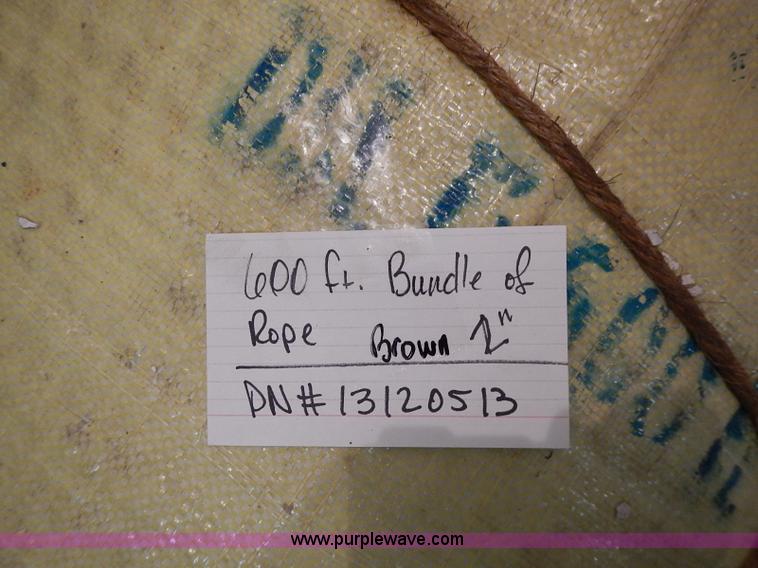 600 ft. Bundle of
Rope Brown 2"
PN# 13120513
www.purplewave.com